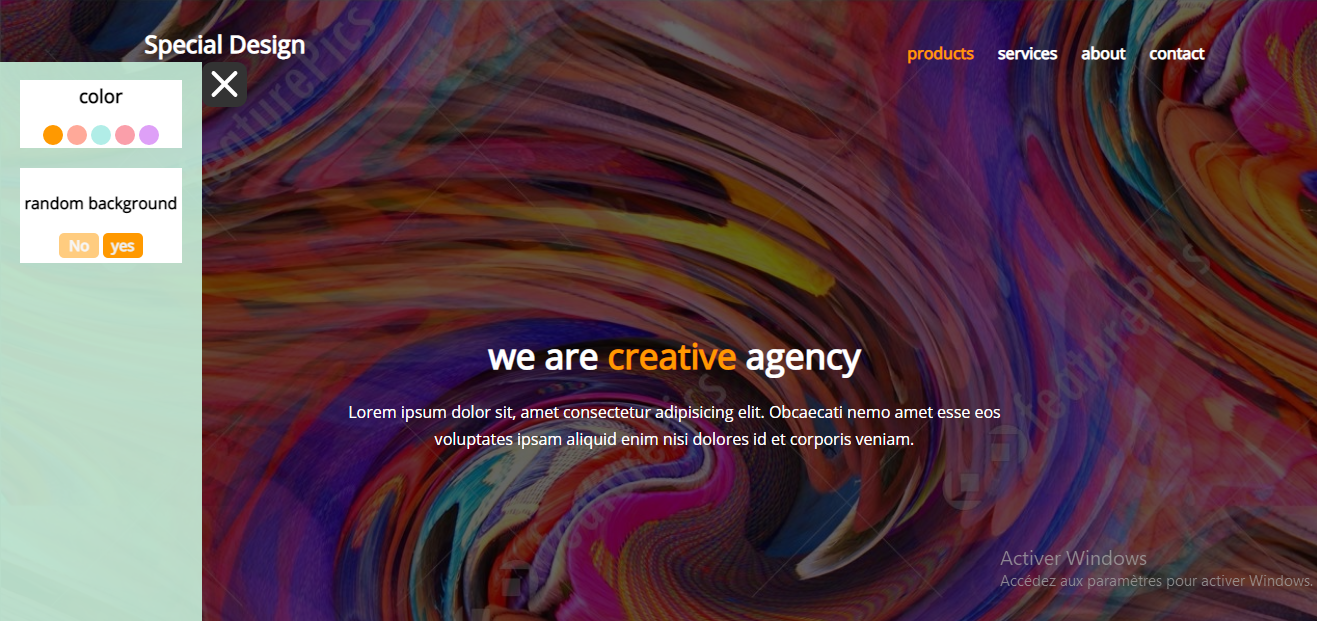 Special Design
products services about contact
color
random background
No yes
we are creative agency
Lorem ipsum dolor sit, amet consectetur adipisicing elit. Obcaecati nemo amet esse eos
voluptates ipsam aliquid enim nisi dolores id et corporis veniam.
featurepics
featurepics
Activer Windows
Accédez aux paramètres pour activer Windows.